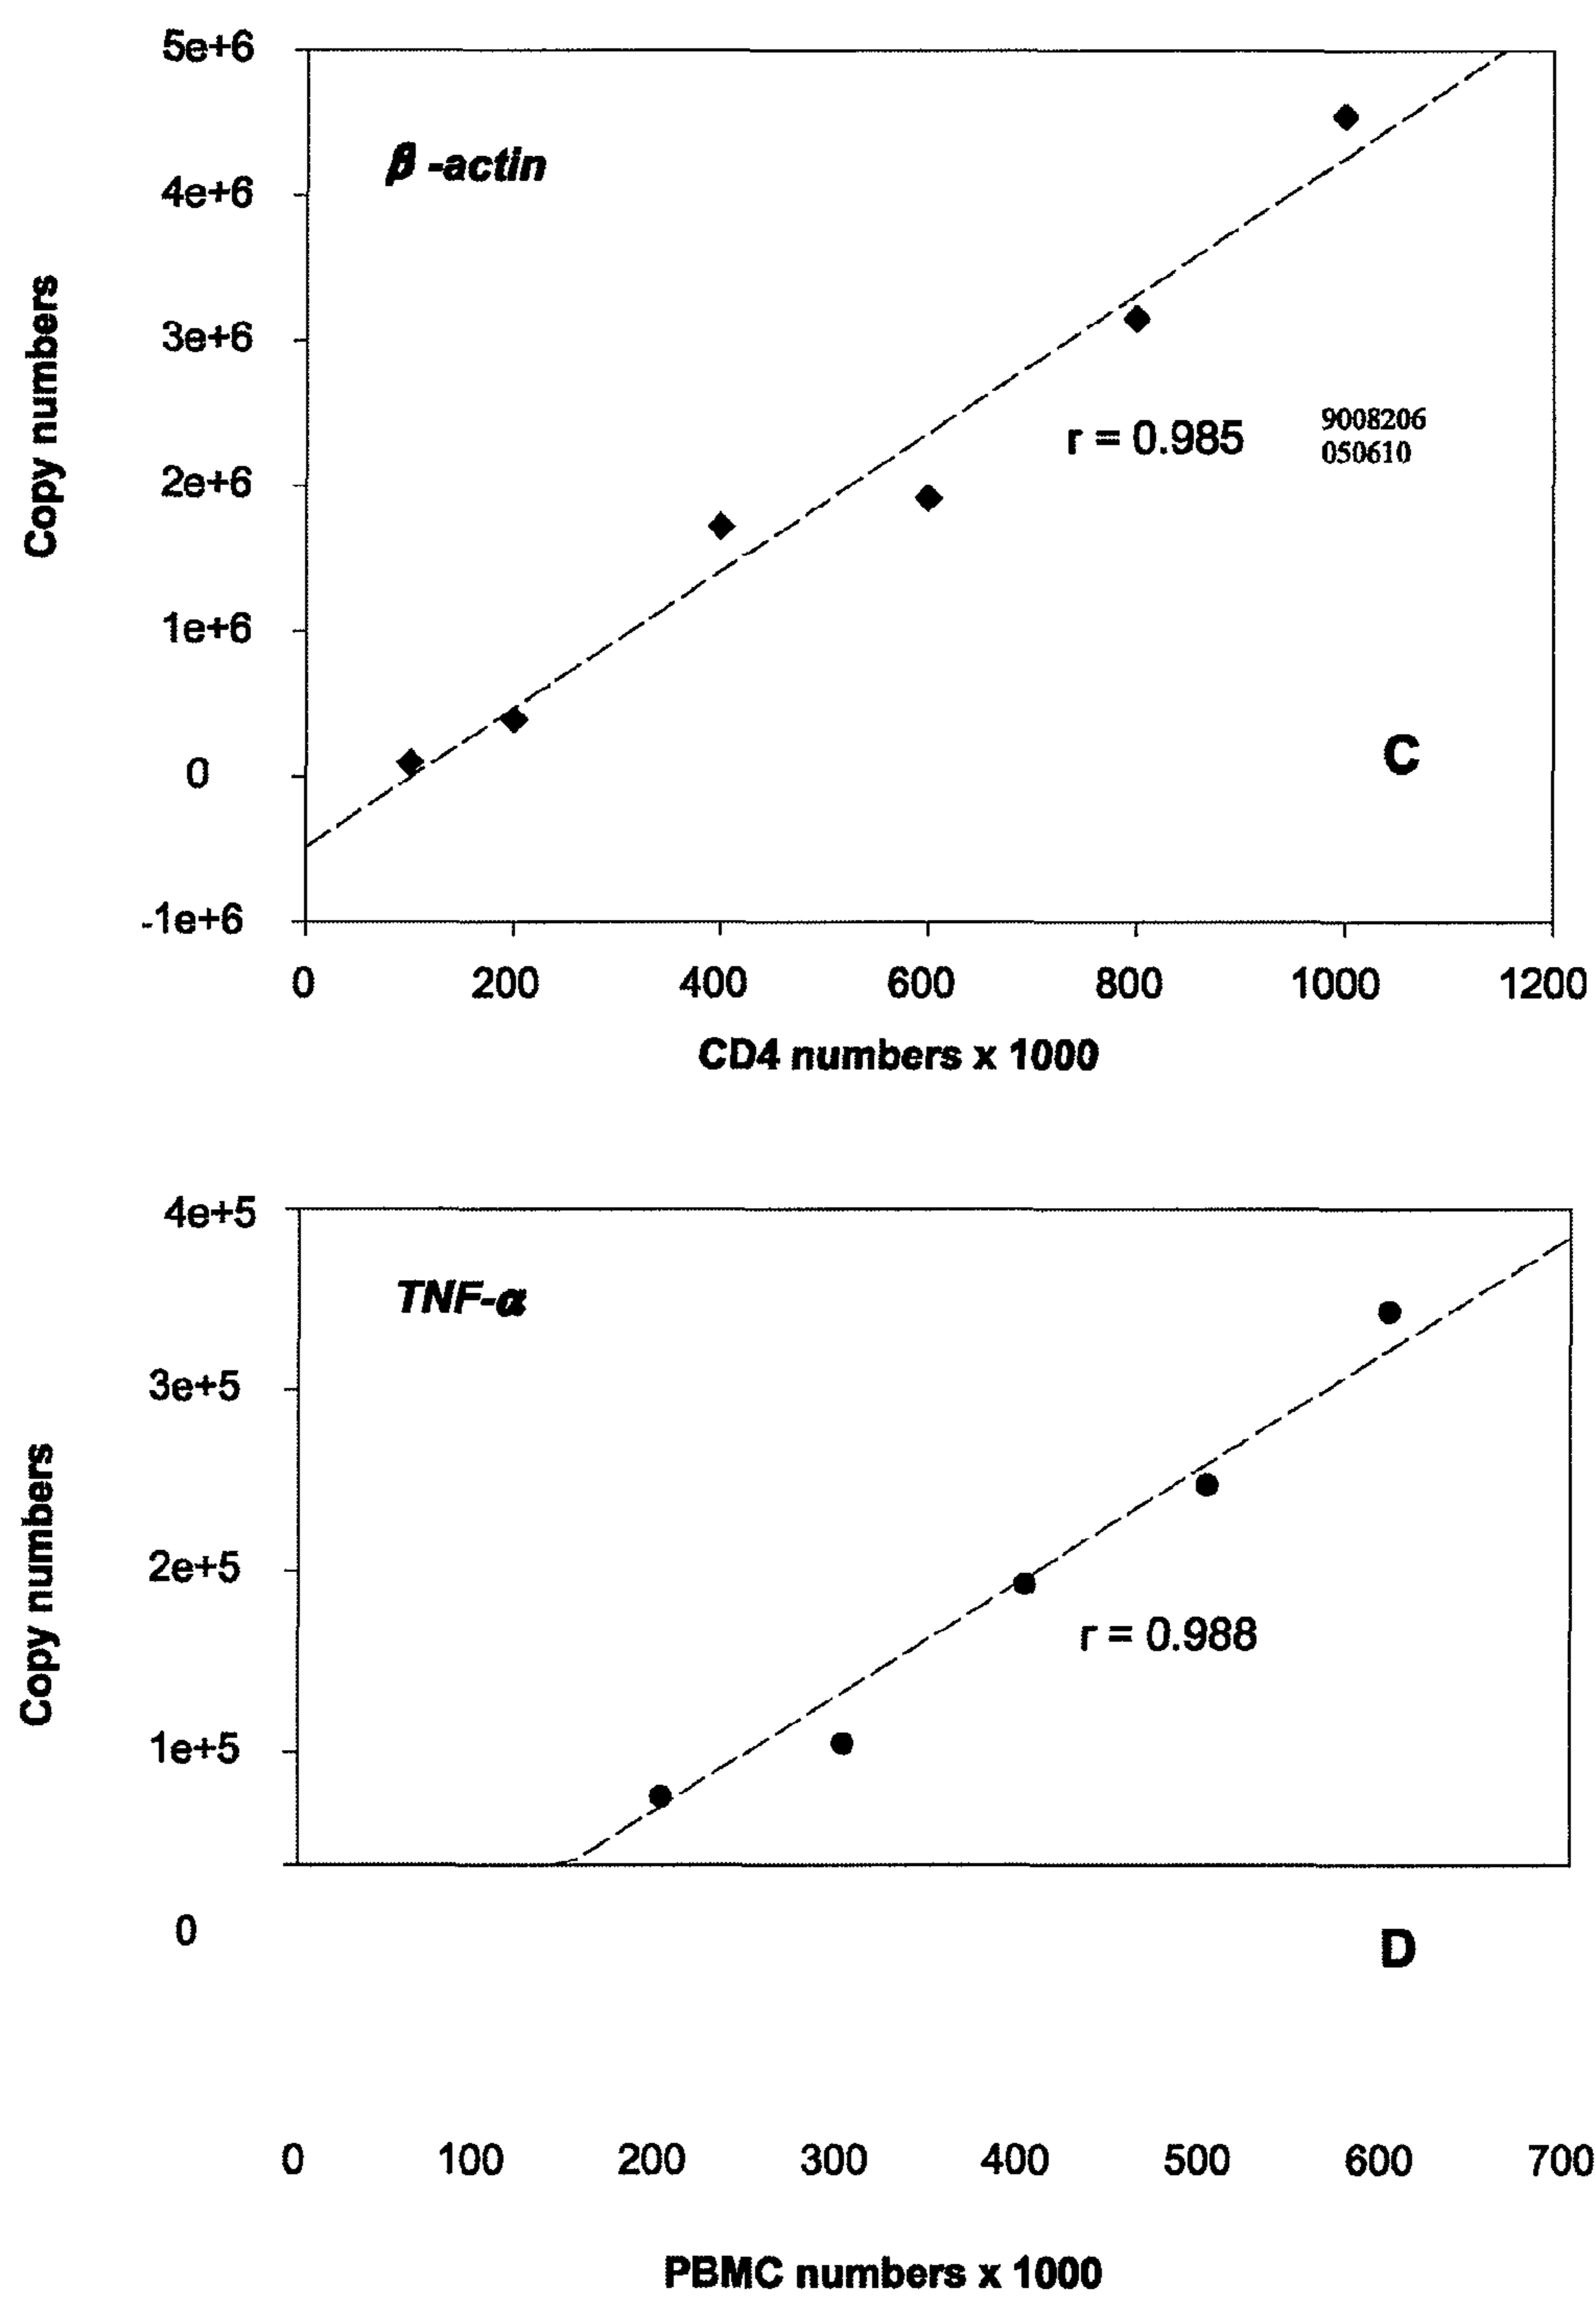 5e+6
β -actin
4e+6
3e+6
r = 0.985
9008206
050610
2e+6
1e+6
0
C
-1e+6
Copy numbers
0 200 400 600 800 1000 1200
CD4 numbers x 1000
4e+5
TNF-α
3e+5
2e+5
r = 0.988
1e+5
0
D
Copy numbers
0 100 200 300 400 500 600 700
PBMC numbers x 1000